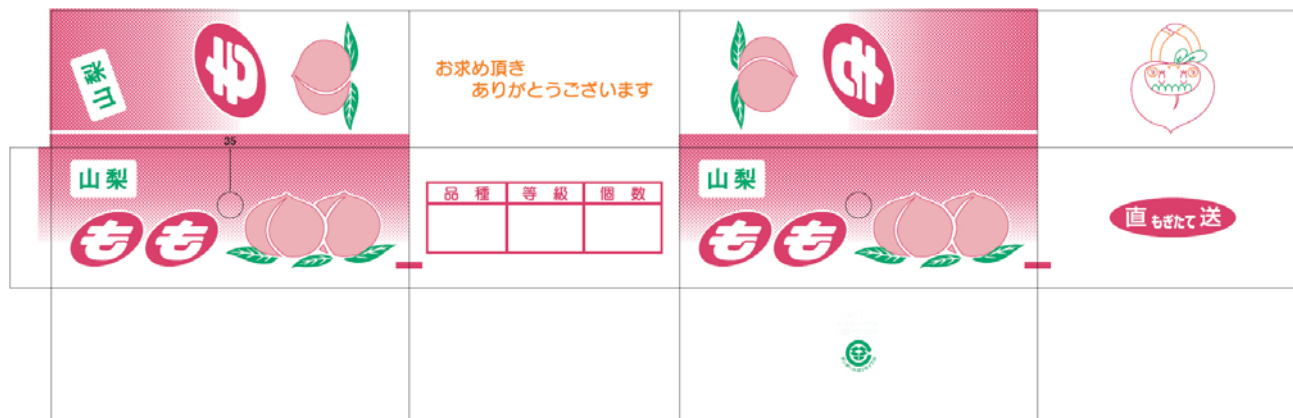 山梨
も
お求め頂き
ありがとうございます
も
35
山梨
もも
品種 等級 個数
山梨
もも
直もぎたて送